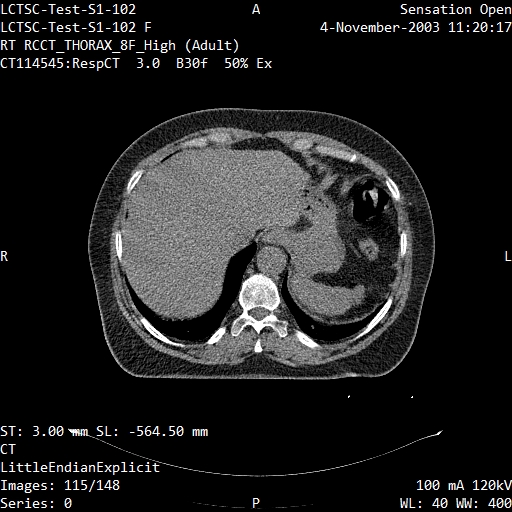 LCTSC-Test-S1-102 A Sensation Open
LCTSC-Test-S1-102 F 4-November-2003 11:20:17
RT RCCT_THORAX_8F_High (Adult)
CT114545:RespCT 3.0 B30f 50% Ex
R L
ST: 3.00 mm SL: -564.50 mm
CT
LittleEndianExplicit
Images: 115/148 100 mA 120kV
Series: 0 P WL: 40 WW: 400